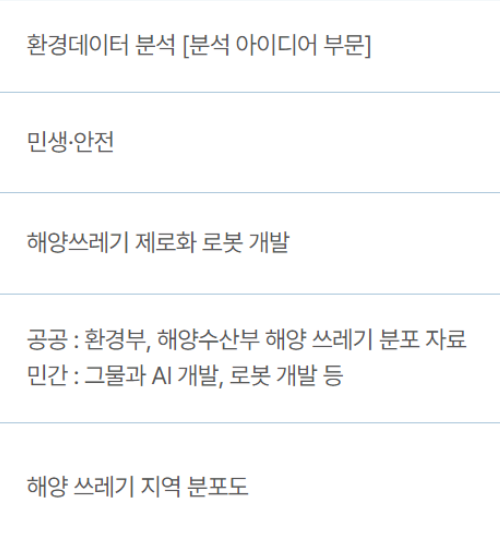 환경데이터 분석 [분석 아이디어 부문]
민생·안전
해양쓰레기 제로화 로봇 개발
공공 : 환경부, 해양수산부 해양 쓰레기 분포 자료
민간 : 그물과 AI 개발, 로봇 개발 등
해양 쓰레기 지역 분포도